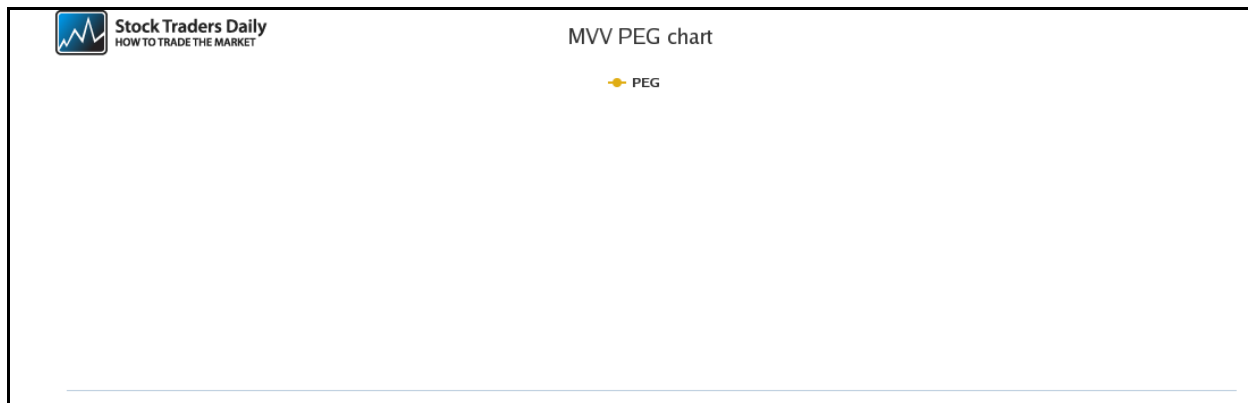 Stock Traders Daily
HOW TO TRADE THE MARKET
MVV PEG chart
PEG